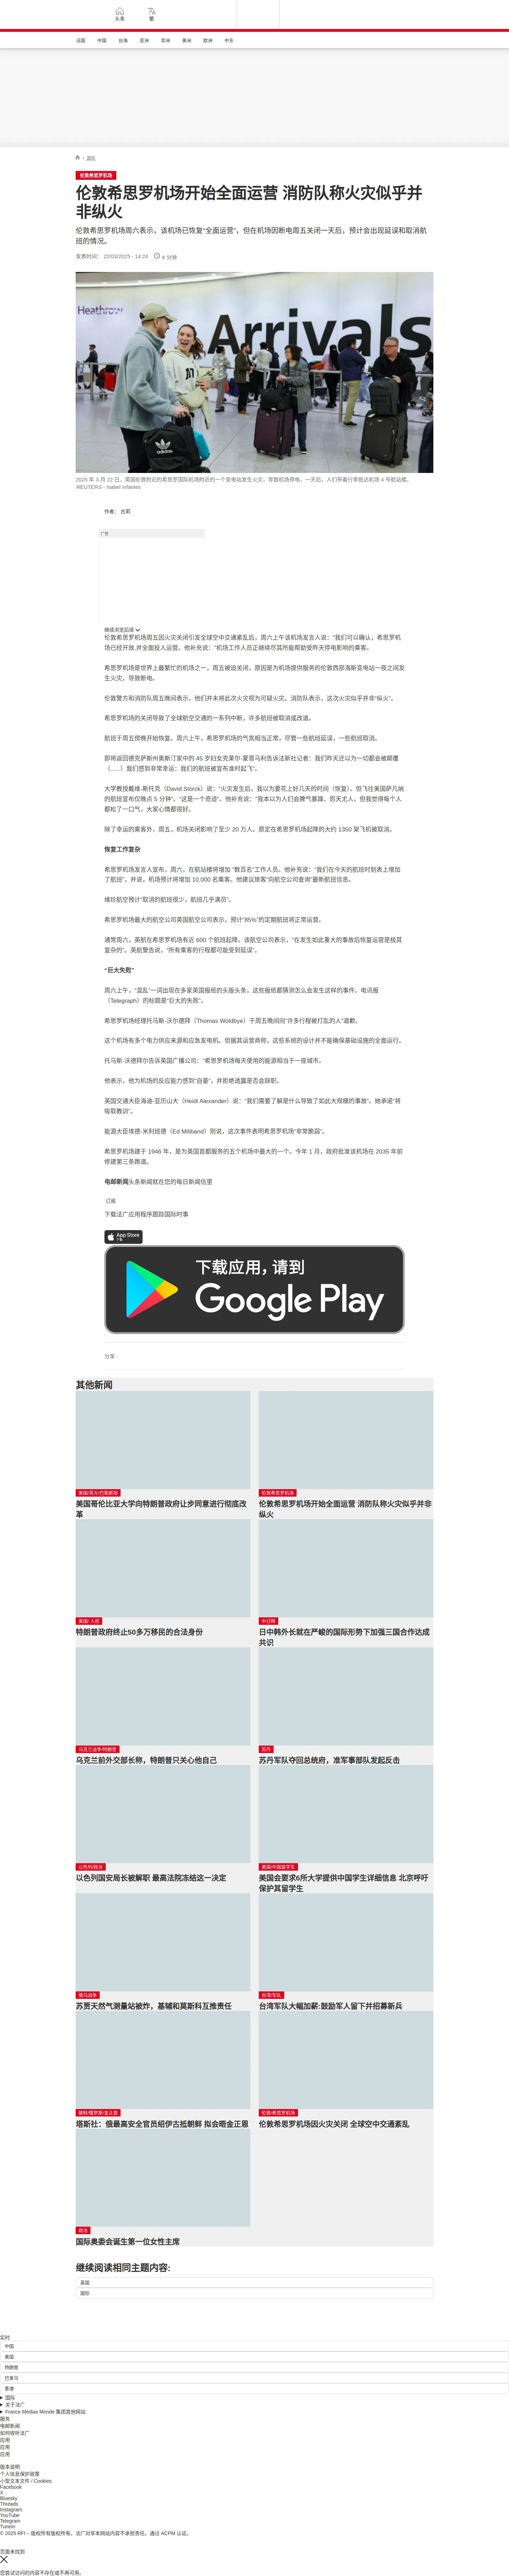 头条
繁
法国
中国
台海
亚洲
非洲
美洲
欧洲
中东
/ 国际
伦敦希思罗机场
伦敦希思罗机场开始全面运营 消防队称火灾似乎并
非纵火
伦敦希思罗机场周六表示，该机场已恢复“全面运营”，但在机场因断电周五关闭一天后，预计会出现延误和取消航
班的情况。
发表时间： 22/03/2025 - 14:24
6 分钟
Heathrow
Arrivals
adidas
2025 年 3 月 22 日，英国伦敦附近的希思罗国际机场附近的一个变电站发生火灾，导致机场停电，一天后，人们带着行李抵达机场 4 号航站楼。
REUTERS - Isabel Infantes
作者： 古莉
广告
继续浏览后续
伦敦希思罗机场周五因火灾关闭引发全球空中交通紊乱后，周六上午该机场发言人说：“我们可以确认，希思罗机
场已经开放,并全面投入运营。他补充说：“机场工作人员正继续尽其所能帮助受昨天停电影响的乘客。
希思罗机场是世界上最繁忙的机场之一，周五被迫关闭，原因是为机场提供服务的伦敦西部海斯变电站一夜之间发
生火灾，导致断电。
伦敦警方和消防队周五晚间表示，他们并未将此次火灾视为可疑火灾。消防队表示，这次火灾似乎并非“纵火”。
希思罗机场的关闭导致了全球航空交通的一系列中断，许多航班被取消或改道。
航班于周五傍晚开始恢复。周六上午，希思罗机场的气氛相当正常，尽管一些航班延误，一些航班取消。
即将返回德克萨斯州奥斯汀家中的 45 岁妇女克莱尔-蒙哥马利告诉法新社记者：我们昨天还以为一切都会被颠覆
（......）我们感到非常幸运：我们的航班被宣布准时起飞”。
大学教授戴维-斯托克（David Storck）说：“火灾发生后，我以为要花上好几天的时间（恢复）。但飞往美国萨凡纳
的航班宣布仅晚点 5 分钟”。“这是一个奇迹”。他补充说：“我本以为人们会脾气暴躁、怨天尤人，但我觉得每个人
都松了一口气，大家心情都很好。
除了幸运的乘客外，周五，机场关闭影响了至少 20 万人。原定在希思罗机场起降的大约 1350 架飞机被取消。
恢复工作复杂
希思罗机场发言人宣布，周六，在航站楼将增加 “数百名”工作人员。他补充说：“我们在今天的航班时刻表上增加
了航班”，并说，机场预计将增加 10,000 名乘客。他建议旅客“向航空公司查询“最新航班信息。
维珍航空预计“取消的航班很少，航班几乎满员”。
希思罗机场最大的航空公司英国航空公司表示，预计“85%”的定期航班将正常运营。
通常周六，英航在希思罗机场有近 600 个航班起降。该航空公司表示，“在发生如此重大的事故后恢复运营是极其
复杂的”。英航警告说，“所有乘客的行程都可能受到延误”。
“巨大失败”
周六上午，“混乱”一词出现在多家英国报纸的头版头条，这些报纸都猜测怎么会发生这样的事件。电讯报
（Telegraph）的标题是“巨大的失败”。
希思罗机场经理托马斯-沃尔德拜（Thomas Woldbye）于周五晚间向“许多行程被打乱的人”道歉。
这个机场有多个电力供应来源和应急发电机。但据其运营商称，这些系统的设计并不能确保基础设施的全面运行。
托马斯-沃德拜尔告诉英国广播公司：”希思罗机场每天使用的能源相当于一座城市。
他表示，他为机场的反应能力感到“自豪”，并拒绝透露是否会辞职。
英国交通大臣海迪-亚历山大（Heidi Alexander）说：“我们需要了解是什么导致了如此大规模的事故”，她承诺“将
吸取教训”。
能源大臣埃德-米利班德（Ed Miliband）则说，这次事件表明希思罗机场“非常脆弱”。
希思罗机场建于 1946 年，是为英国首都服务的五个机场中最大的一个。今年 1 月，政府批准该机场在 2035 年前
修建第三条跑道。
电邮新闻头条新闻就在您的每日新闻信里
订阅
下载法广应用程序跟踪国际时事
App Store
下载
下载应用，请到
Google Play
分享 :
其他新闻
美国/哥大/巴勒斯坦
美国哥伦比亚大学向特朗普政府让步同意进行彻底改
革
伦敦希思罗机场
伦敦希思罗机场开始全面运营 消防队称火灾似乎并非
纵火
美国/ 人权
特朗普政府终止50多万移民的合法身份
中日韩
日中韩外长就在严峻的国际形势下加强三国合作达成
共识
乌克兰战争/特朗普
乌克兰前外交部长称，特朗普只关心他自己
苏丹
苏丹军队夺回总统府，准军事部队发起反击
以色列/政治
以色列国安局长被解职 最高法院冻结这一决定
美国/中国留学生
美国会要求6所大学提供中国学生详细信息 北京呼吁
保护其留学生
俄乌战争
苏贾天然气测量站被炸，基辅和莫斯科互推责任
台湾/军队
台湾军队大幅加薪:鼓励军人留下并招募新兵
朝鲜/俄罗斯/金正恩
塔斯社：俄最高安全官员绍伊古抵朝鲜 拟会晤金正恩
伦敦/希思罗机场
伦敦希思罗机场因火灾关闭 全球空中交通紊乱
政治
国际奥委会诞生第一位女性主席
继续阅读相同主题内容:
英国
国际
实时
中国
美国
特朗普
巴拿马
香港
国际
关于法广
France Médias Monde 集团其他网站
服务
电邮新闻
如何收听法广
应用
应用
应用
版本说明
个人信息保护政策
小型文本文件 / Cookies
Facebook
X
Bluesky
Threads
Instagram
YouTube
Telegram
TuneIn
© 2025 RFI – 版权所有版权所有。法广对非本网站内容不承担责任。通过 ACPM 认证。
页面未找到
您尝试访问的内容不存在或不再可用。